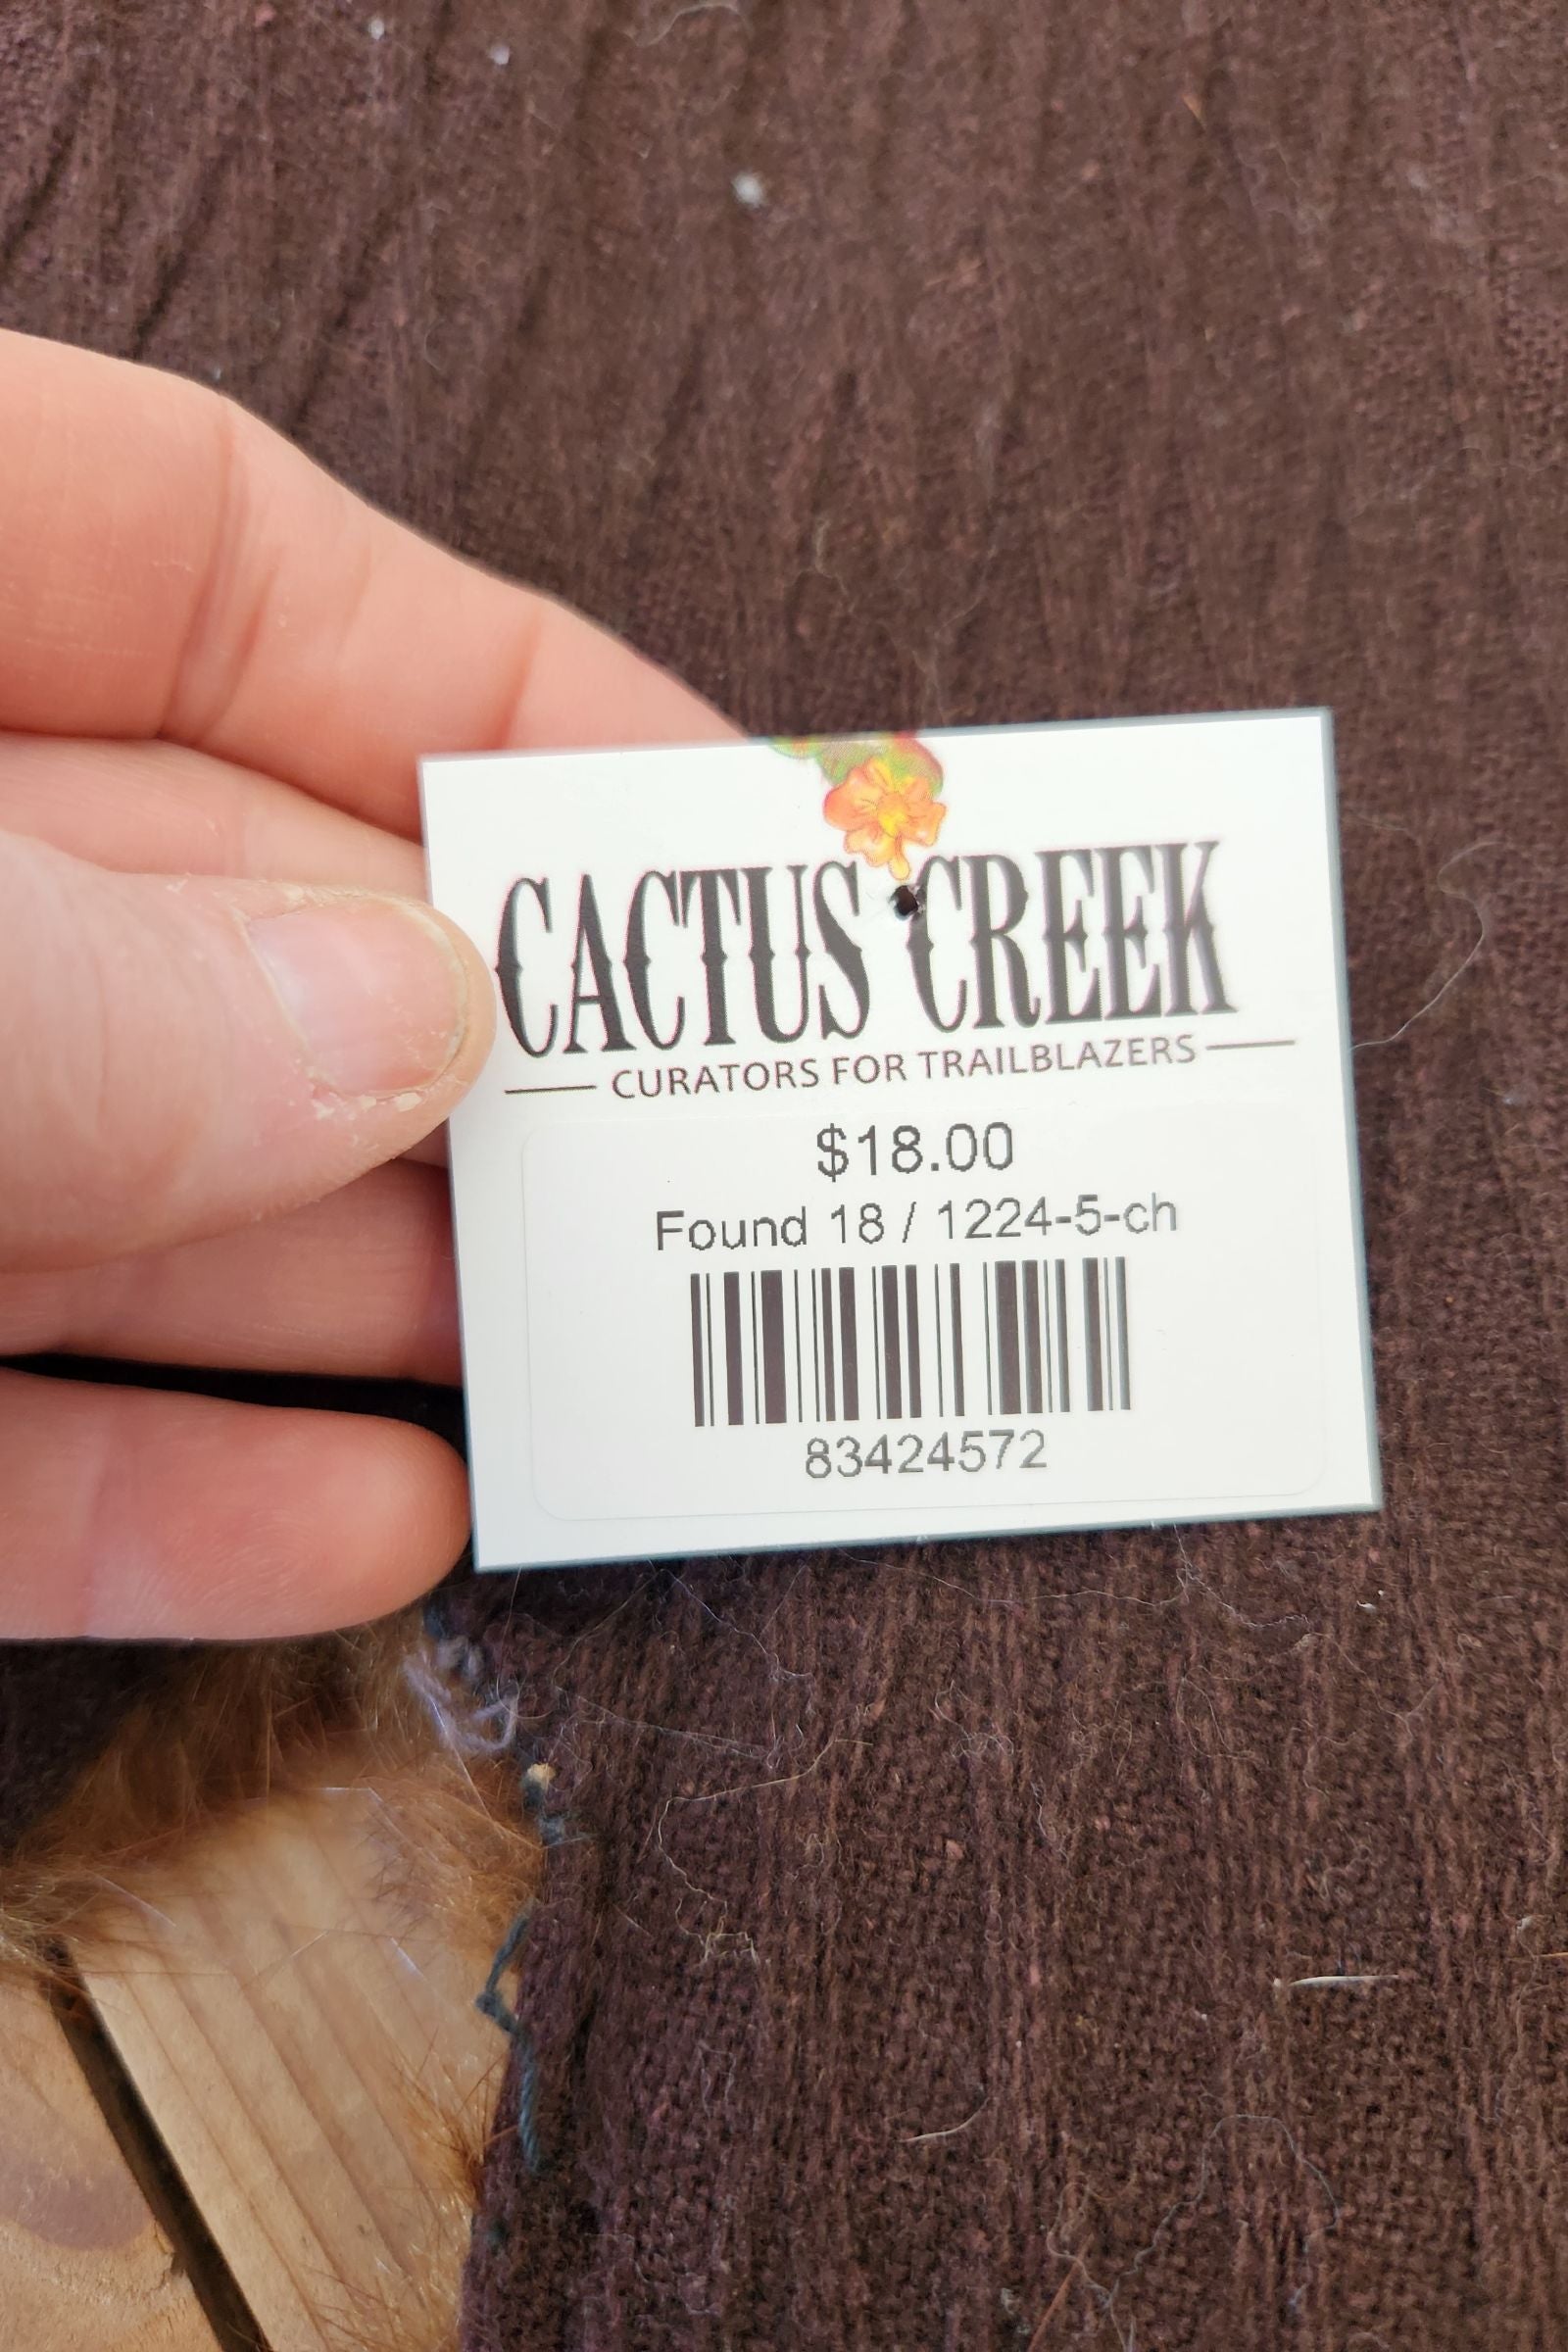 CACTUS CREEK
CURATORS FOR TRAILBLAZERS
$18.00
Found 18 / 1224-5-ch
83424572